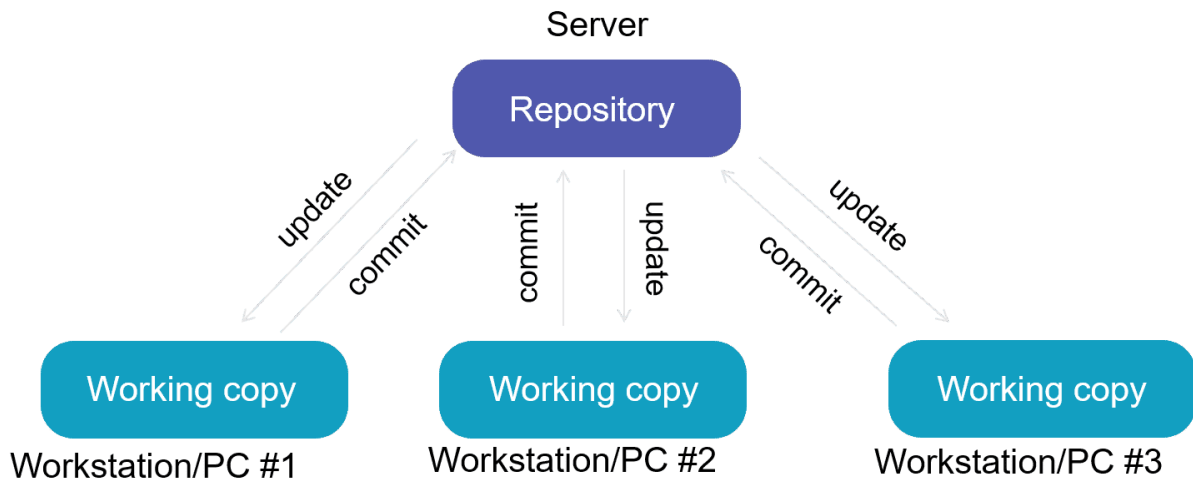 Server
Repository
update
commit
commit
update
update
commit
Working copy
Working copy
Working copy
Workstation/PC #1
Workstation/PC #2
Workstation/PC #3